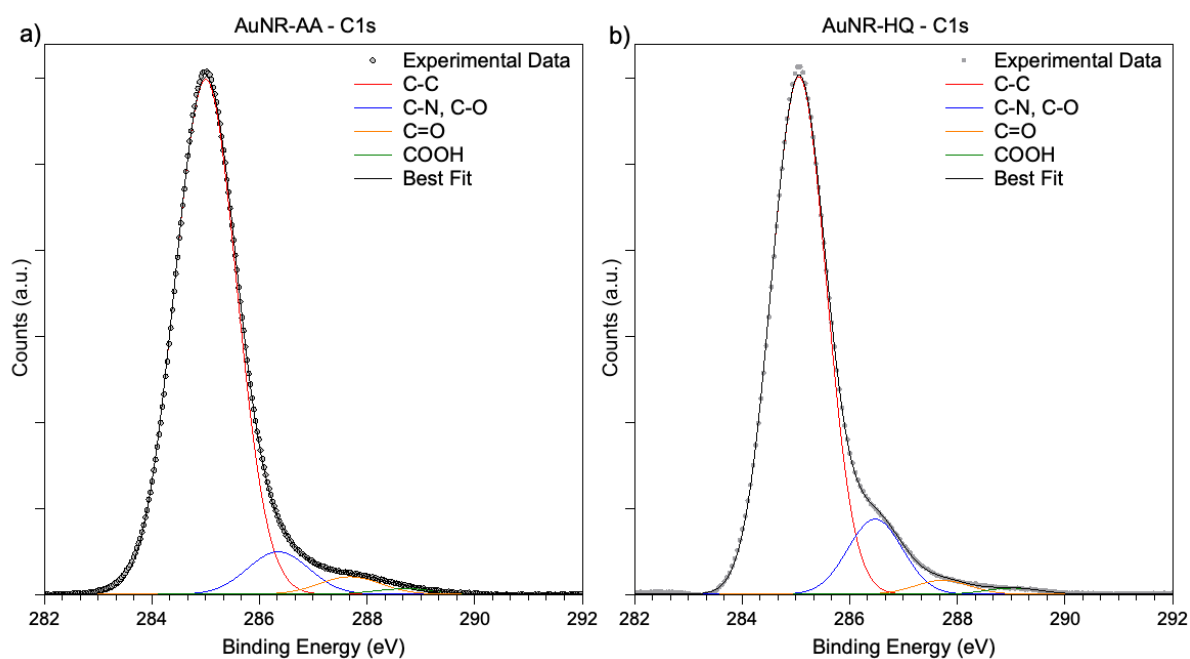 a)
AuNR-AA - C1s
Experimental Data
C-C
C-N, C-O
C=O
COOH
Best Fit
Counts (a.u.)
282 284 286 288 290 292
Binding Energy (eV)
b)
AuNR-HQ - C1s
Experimental Data
C-C
C-N, C-O
C=O
COOH
Best Fit
Counts (a.u.)
282 284 286 288 290 292
Binding Energy (eV)